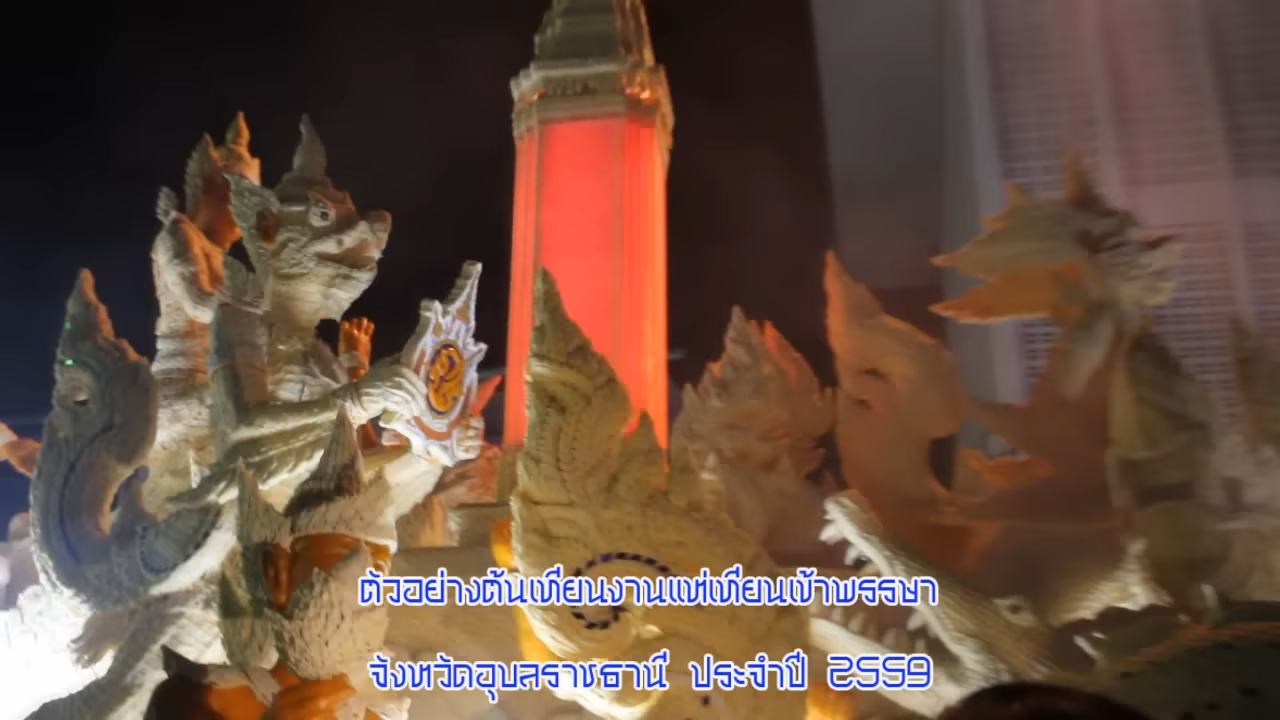 ตัวอย่างต้นเทียนงานแห่เทียนเข้าพรรษา
จังหวัดอุบลราชธานี ประจำปี 2559